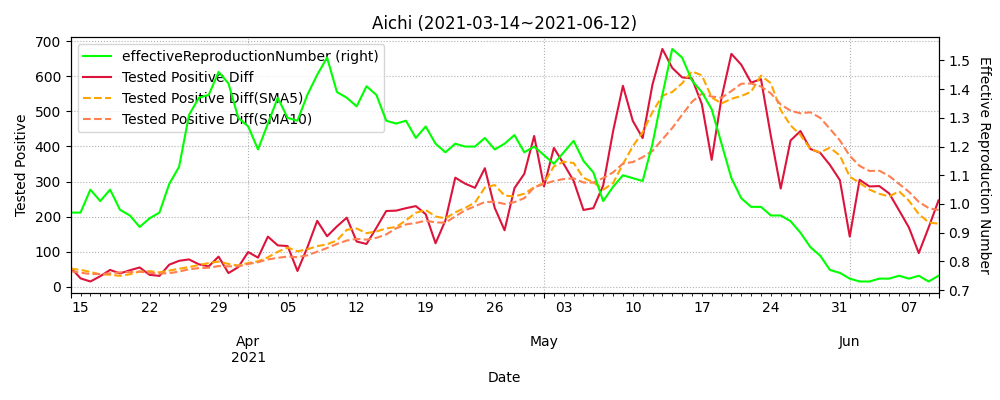 Aichi (2021-03-14~2021-06-12)
effectiveReproductionNumber (right)
Tested Positive Diff
Tested Positive Diff(SMA5)
Tested Positive Diff(SMA10)
Tested Positive
700
600
500
400
300
200
100
0
1.5
1.4
1.3
1.2
1.1
1.0
0.9
0.8
0.7
Effective Reproduction Number
15 22 29 05 12 19 26 03 10 17 24 31 07
Apr May Jun
2021
Date